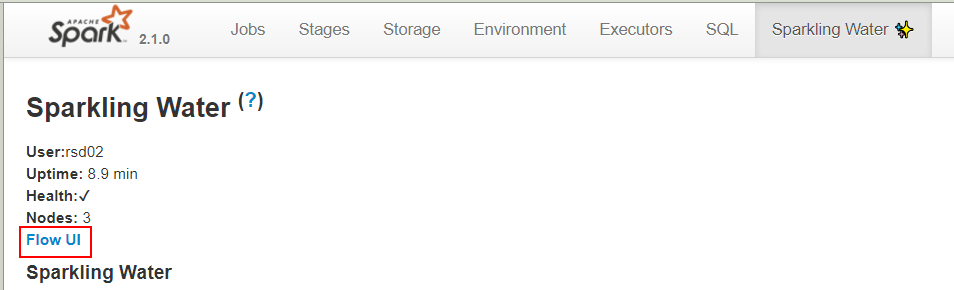 APACHE
Spark™ 2.1.0 Jobs Stages Storage Environment Executors SQL Sparkling Water ✨
Sparkling Water (?)
User:rsd02
Uptime: 8.9 min
Health:✓
Nodes: 3
Flow UI
Sparkling Water